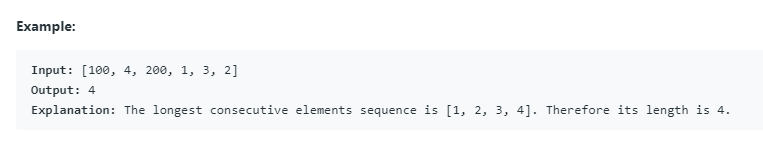 Example:
Input: [100, 4, 200, 1, 3, 2]
Output: 4
Explanation: The longest consecutive elements sequence is [1, 2, 3, 4]. Therefore its length is 4.